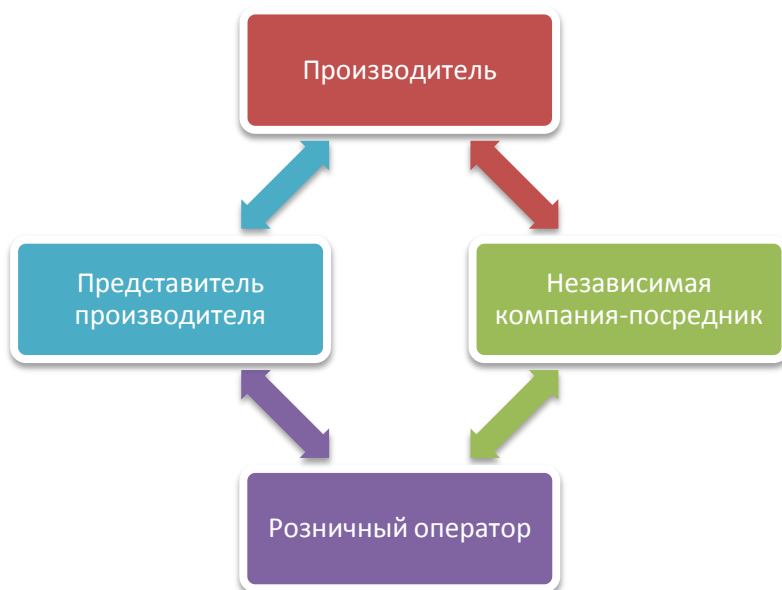 Производитель
Представитель
производителя
Независимая
компания-посредник
Розничный оператор